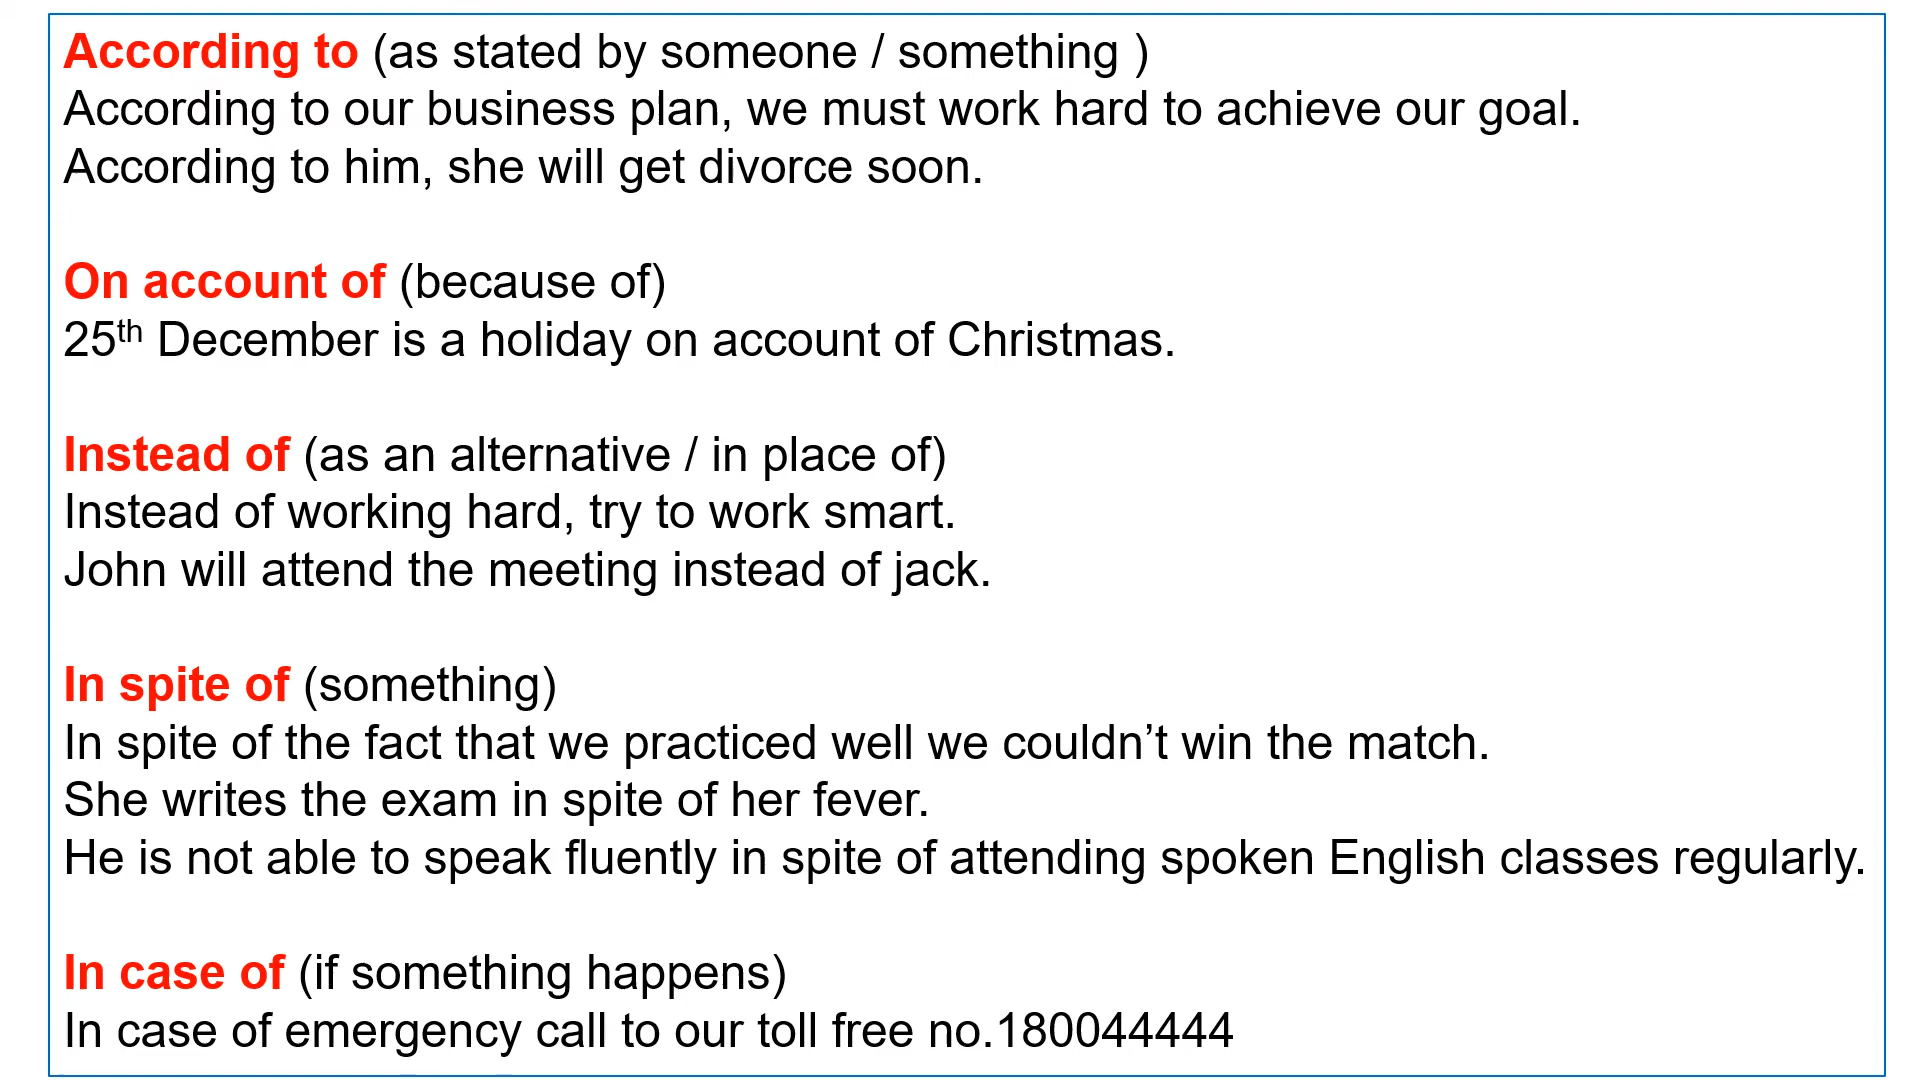 According to (as stated by someone / something )
According to our business plan, we must work hard to achieve our goal.
According to him, she will get divorce soon.
On account of (because of)
25th December is a holiday on account of Christmas.
Instead of (as an alternative / in place of)
Instead of working hard, try to work smart.
John will attend the meeting instead of jack.
In spite of (something)
In spite of the fact that we practiced well we couldn’t win the match.
She writes the exam in spite of her fever.
He is not able to speak fluently in spite of attending spoken English classes regularly.
In case of (if something happens)
In case of emergency call to our toll free no.180044444